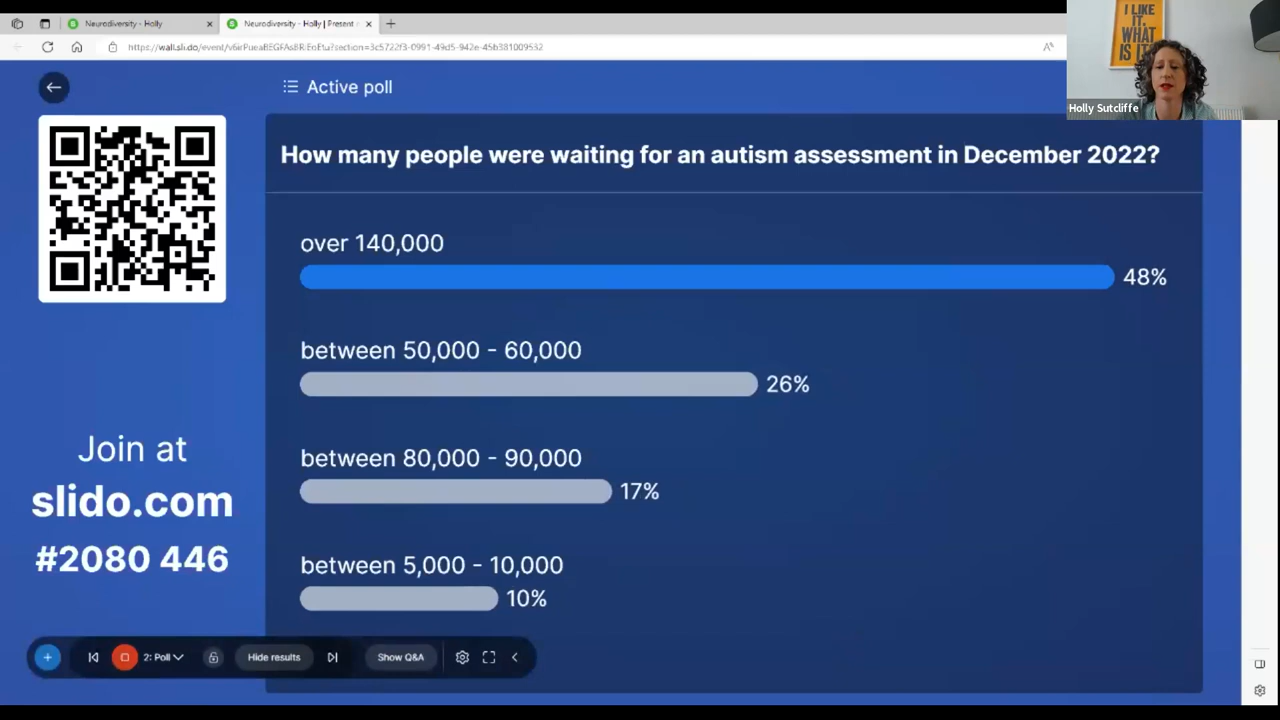 Neurodiversity - Holly
Neurodiversity - Holly | Present
Active poll
How many people were waiting for an autism assessment in December 2022?
over 140,000
48%
between 50,000 - 60,000
26%
between 80,000 - 90,000
17%
between 5,000 - 10,000
10%
Join at
slido.com
#2080 446
2: Poll
Hide results
Show Q&A
I LIKE
IT.
WHAT
IS IT?
Holly Sutcliffe